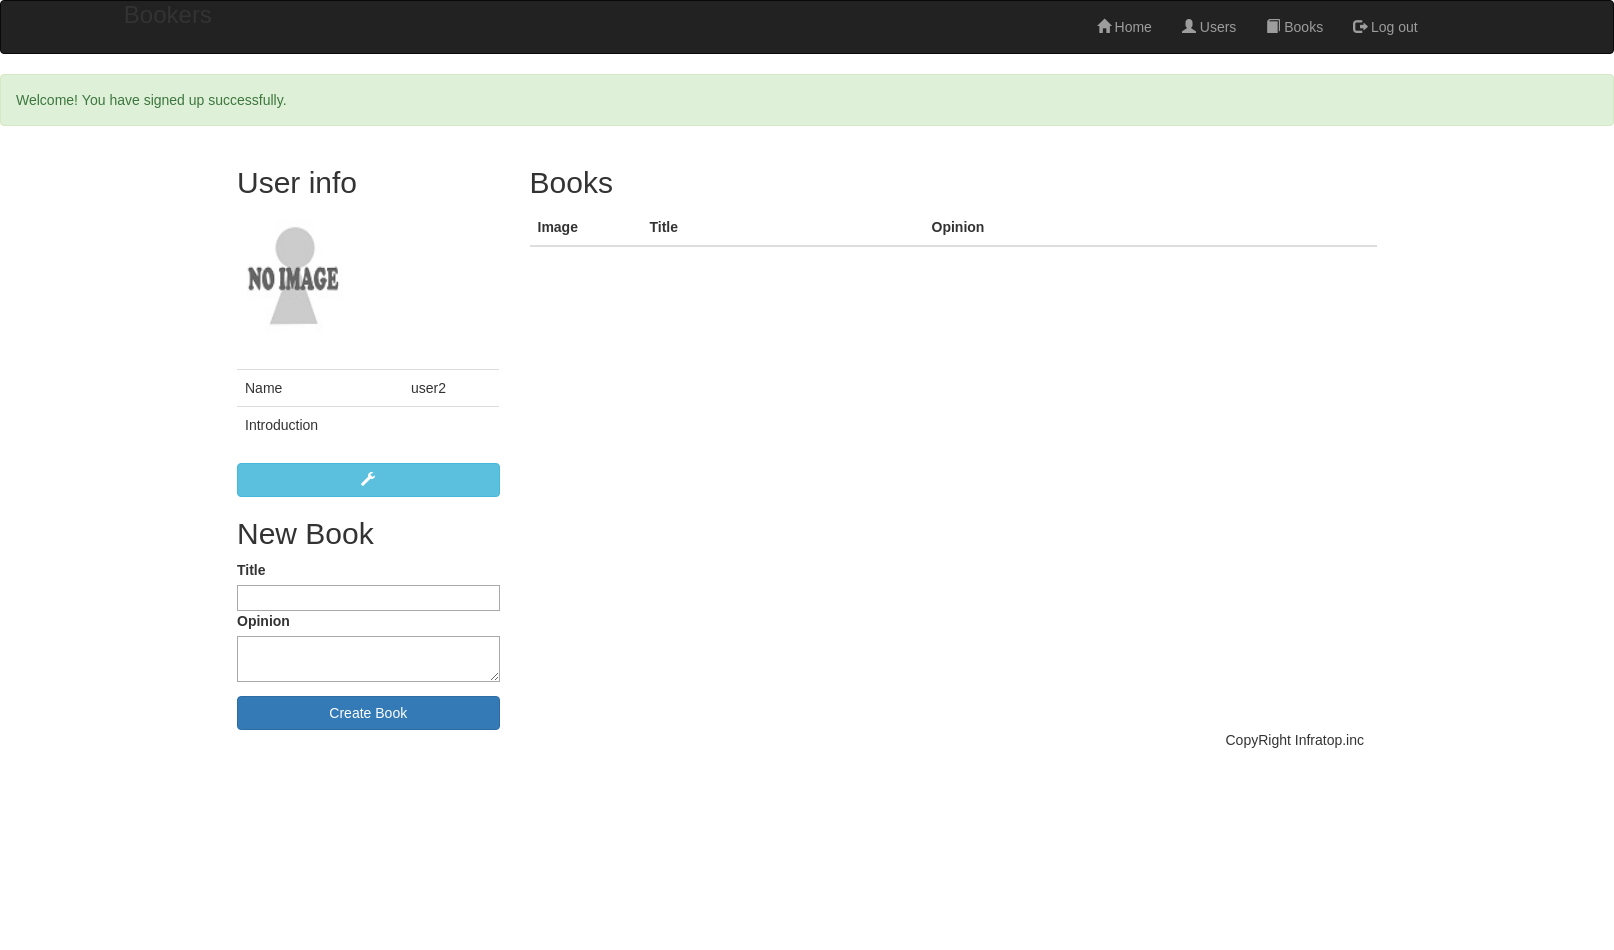 Bookers
Home Users Books Log out
Welcome! You have signed up successfully.
User info
NO IMAGE
Name user2
Introduction
New Book
Title
Opinion
Create Book
Books
Image Title Opinion
CopyRight Infratop.inc